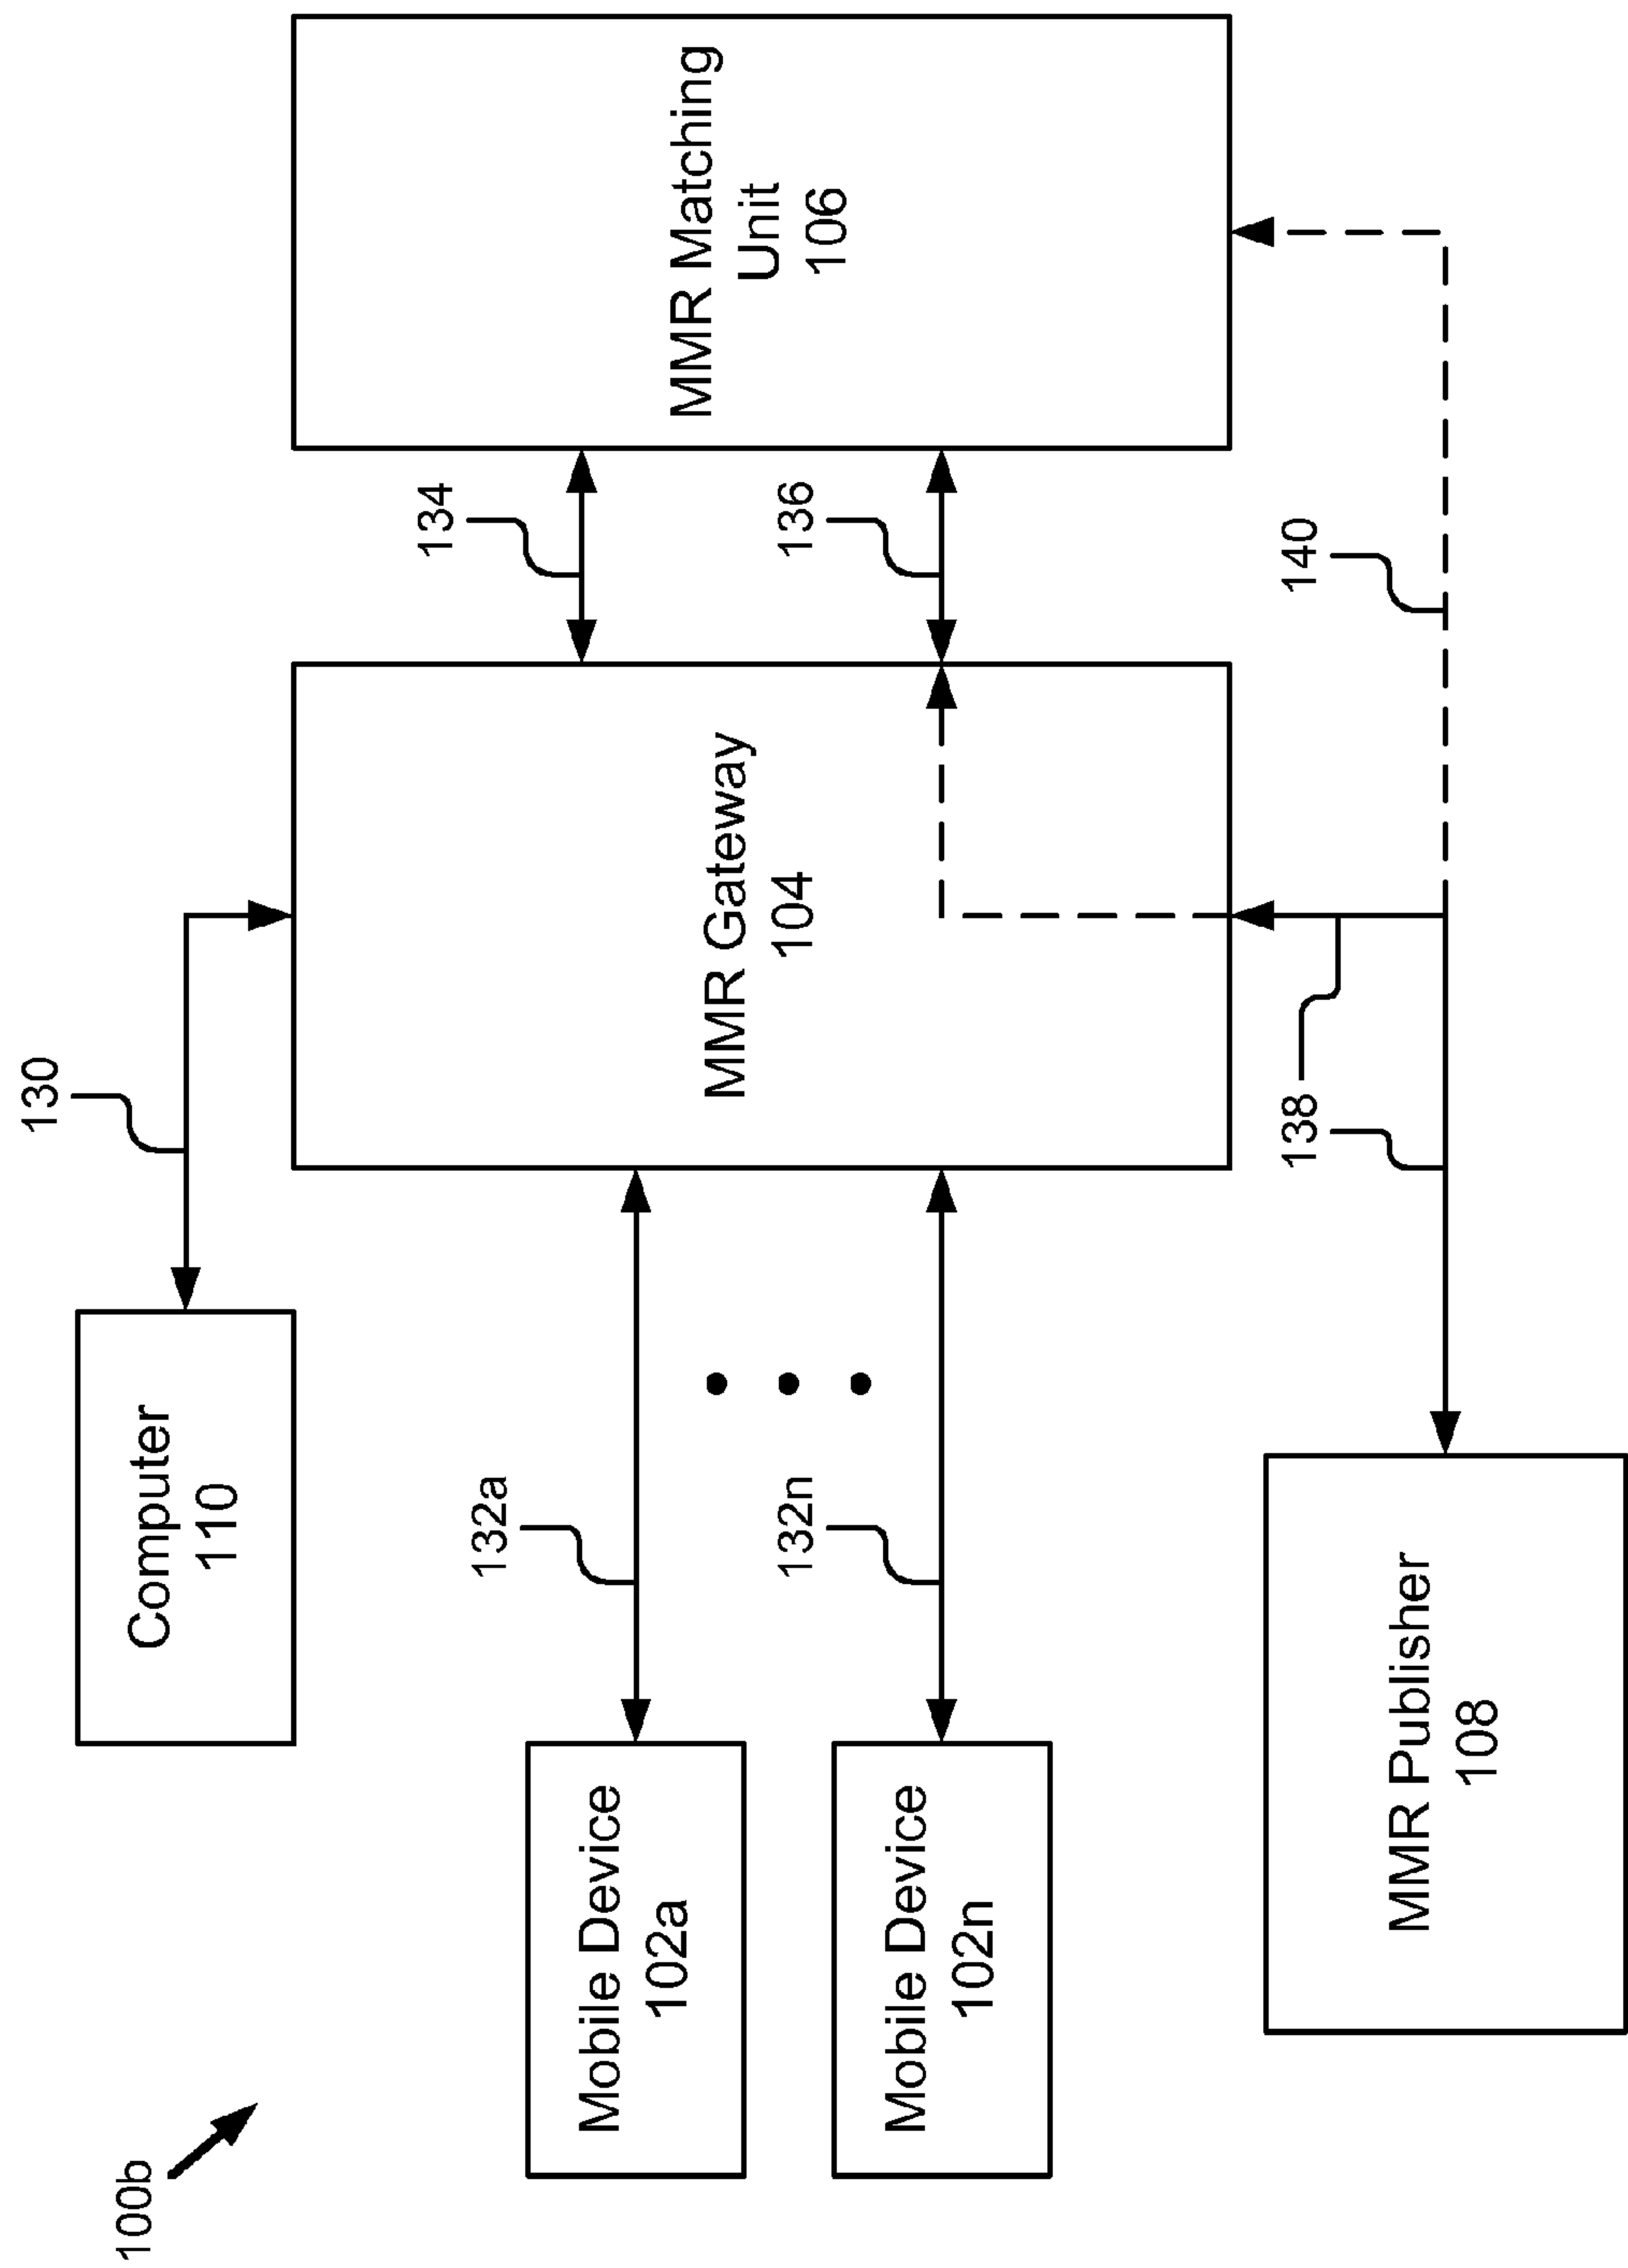 100b
Computer
110
130
Mobile Device
102a
132a
Mobile Device
102n
132n
MMR Gateway
104
134
136
MMR Matching
Unit
106
MMR Publisher
108
138
140